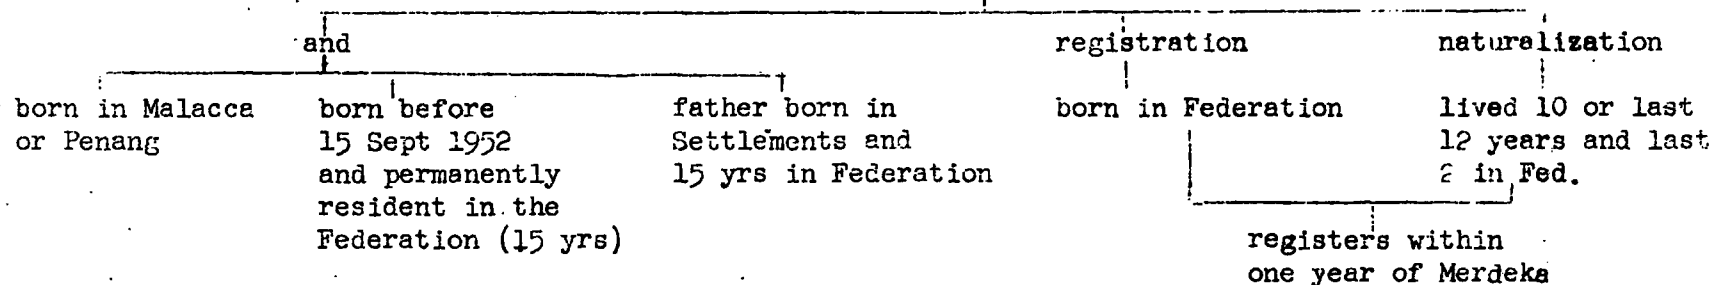 and
registration
naturalization
born in Malacca
or Penang
born before
15 Sept 1952
and permanently
resident in the
Federation (15 yrs)
father born in
Settlements and
15 yrs in Federation
born in Federation
lived 10 or last
12 years and last
2 in Fed.
registers within
one year of Merdeka